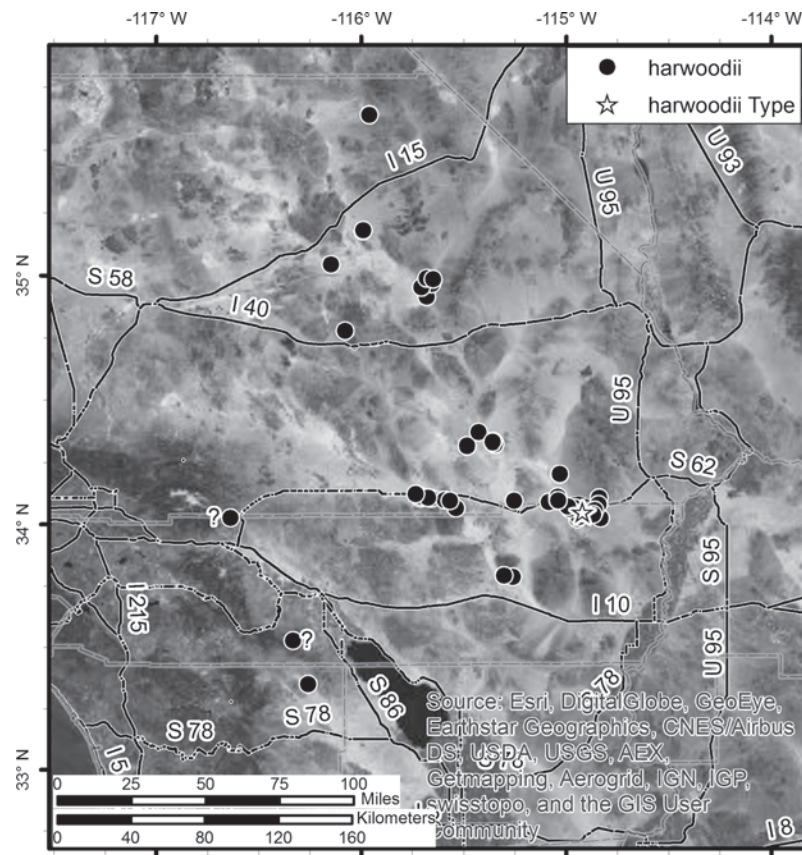 -117° W
-116° W
-115° W
-114° W
harwoodii
harwoodii Type
I 15
U 95
U 93
35° N
S 58
I 40
U 95
S 62
34° N
?
I 215
I 10
S 95
?
U 95
S 86
S 78
S 78
S 78
I 5
33° N
Source: Esri, DigitalGlobe, GeoEye,
Earthstar Geographics, CNES/Airbus
DS, USDA, USGS, AEX,
Getmapping, Aerogrid, IGN, IGP,
swisstopo, and the GIS User
Community
0 25 50 75 100
Miles
Kilometers
0 40 80 120 160
I 8